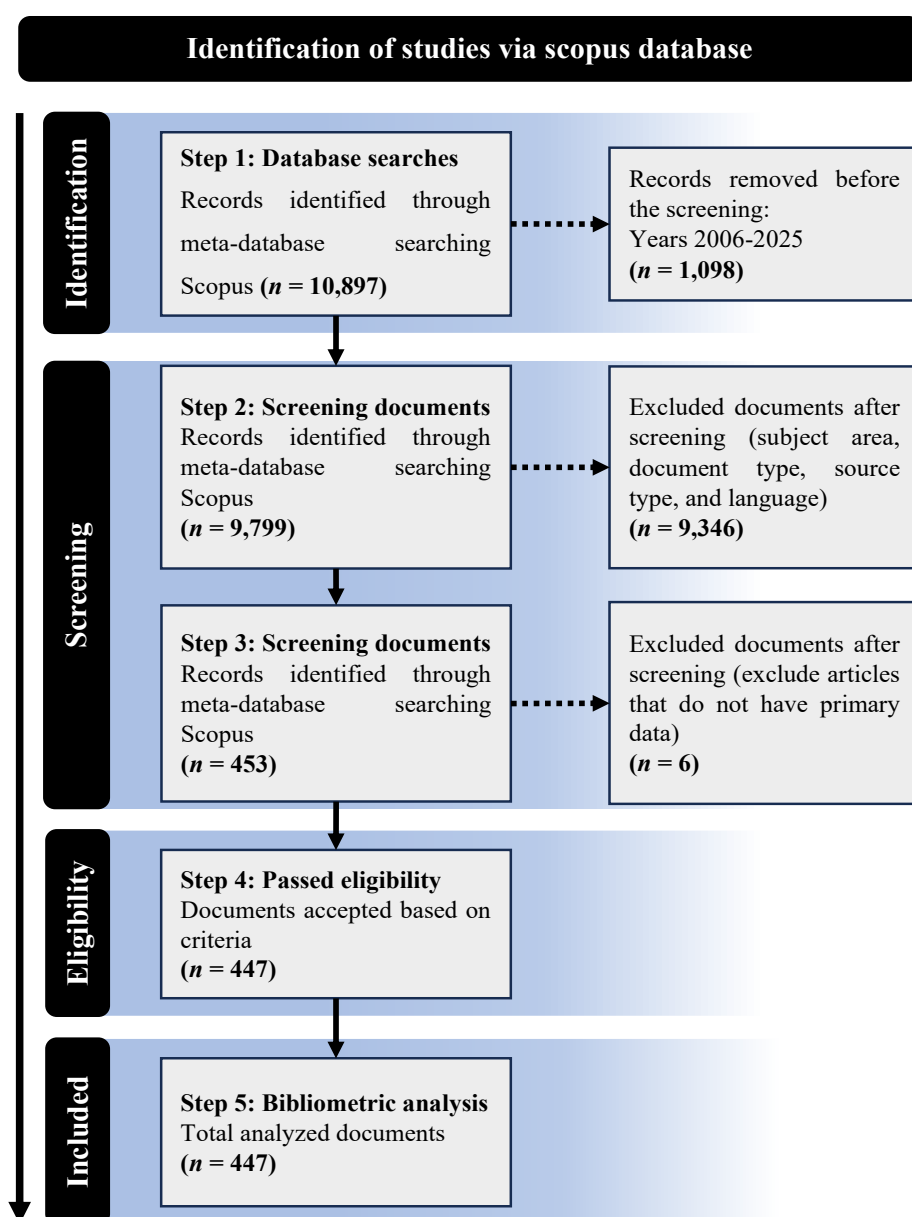 Identification of studies via scopus database
Identification
Step 1: Database searches
Records identified through
meta-database searching
Scopus (n = 10,897)
Records removed before
the screening:
Years 2006-2025
(n = 1,098)
Screening
Step 2: Screening documents
Records identified through
meta-database searching
Scopus
(n = 9,799)
Excluded documents after
screening (subject area,
document type, source
type, and language)
(n = 9,346)
Step 3: Screening documents
Records identified through
meta-database searching
Scopus
(n = 453)
Excluded documents after
screening (exclude articles
that do not have primary
data)
(n = 6)
Eligibility
Step 4: Passed eligibility
Documents accepted based on
criteria
(n = 447)
Included
Step 5: Bibliometric analysis
Total analyzed documents
(n = 447)